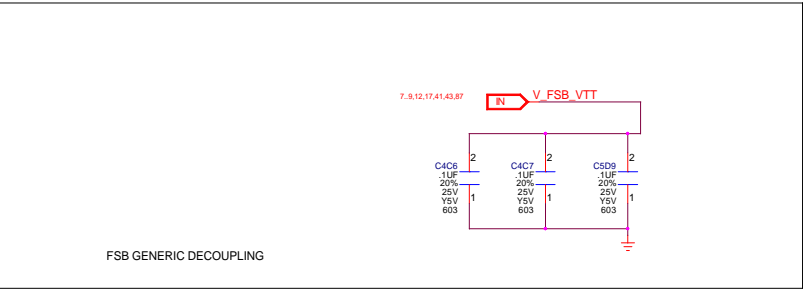 7..9,12,17,41,43,87
IN
V_FSB_VTT
2
2
2
C4C6
.1UF
20%
25V
Y5V
603
1
C4C7
.1UF
20%
25V
Y5V
603
1
C5D9
.1UF
20%
25V
Y5V
603
1
FSB GENERIC DECOUPLING